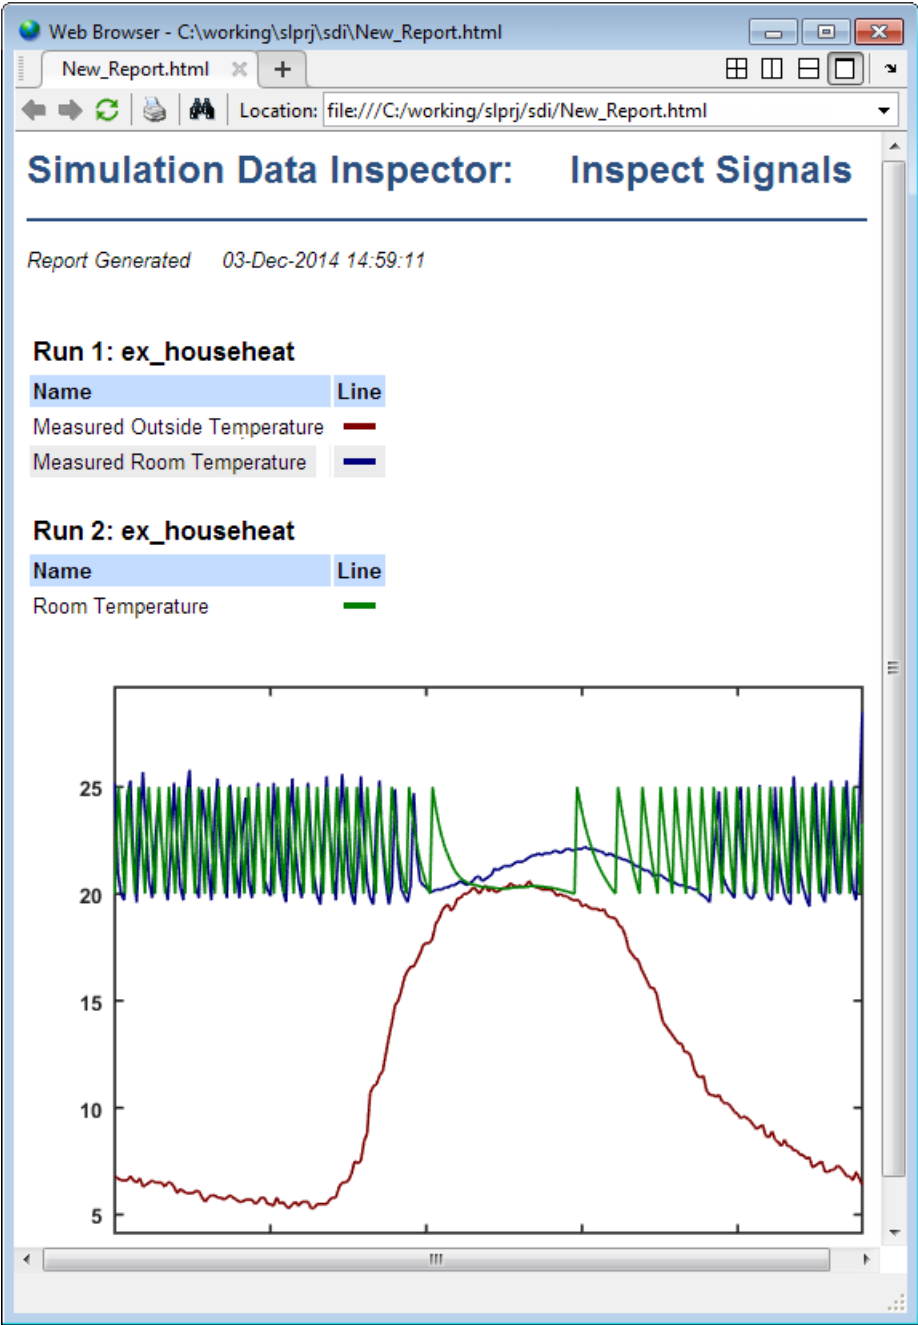 Web Browser - C:\working\slprj\sdi\New_Report.html
New_Report.html
Location: file:///C:/working/slprj/sdi/New_Report.html
Simulation Data Inspector: Inspect Signals
Report Generated 03-Dec-2014 14:59:11
Run 1: ex_househeat
Name Line
Measured Outside Temperature
Measured Room Temperature
Run 2: ex_househeat
Name Line
Room Temperature
25
20
15
10
5